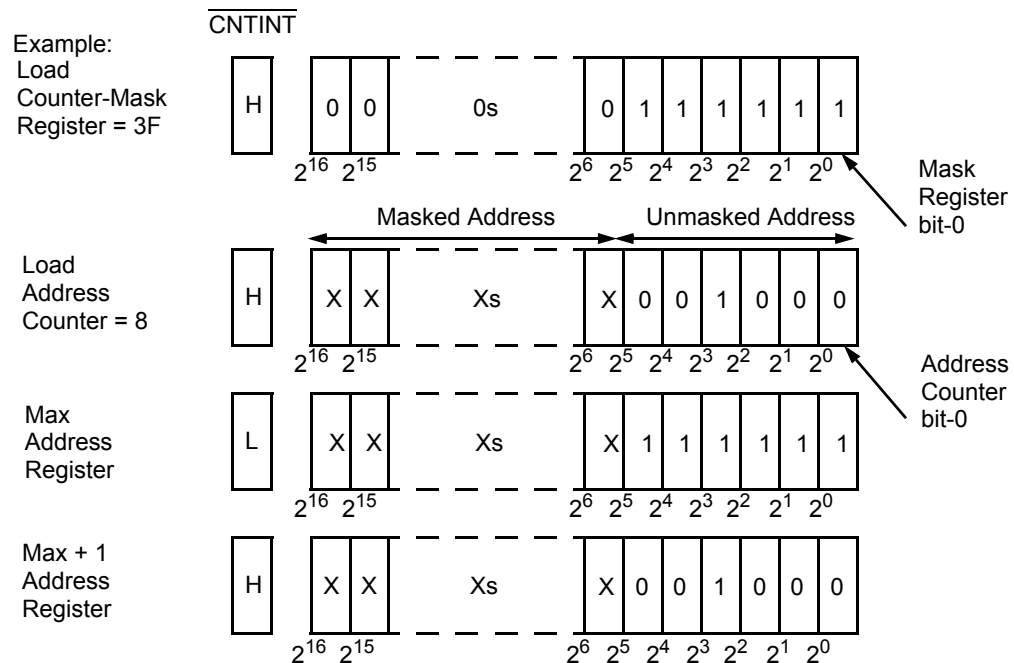 CNTINT
Example:
Load
Counter-Mask
Register = 3F
H 0 0 0s 0 1 1 1 1 1 1
2^16 2^15 2^6 2^5 2^4 2^3 2^2 2^1 2^0
Mask
Register
bit-0
Masked Address Unmasked Address
Load
Address
Counter = 8
H X X Xs X 0 0 1 0 0 0
2^16 2^15 2^6 2^5 2^4 2^3 2^2 2^1 2^0
Address
Counter
bit-0
Max
Address
Register
L X X Xs X 1 1 1 1 1 1
2^16 2^15 2^6 2^5 2^4 2^3 2^2 2^1 2^0
Max + 1
Address
Register
H X X Xs X 0 0 1 0 0 0
2^16 2^15 2^6 2^5 2^4 2^3 2^2 2^1 2^0